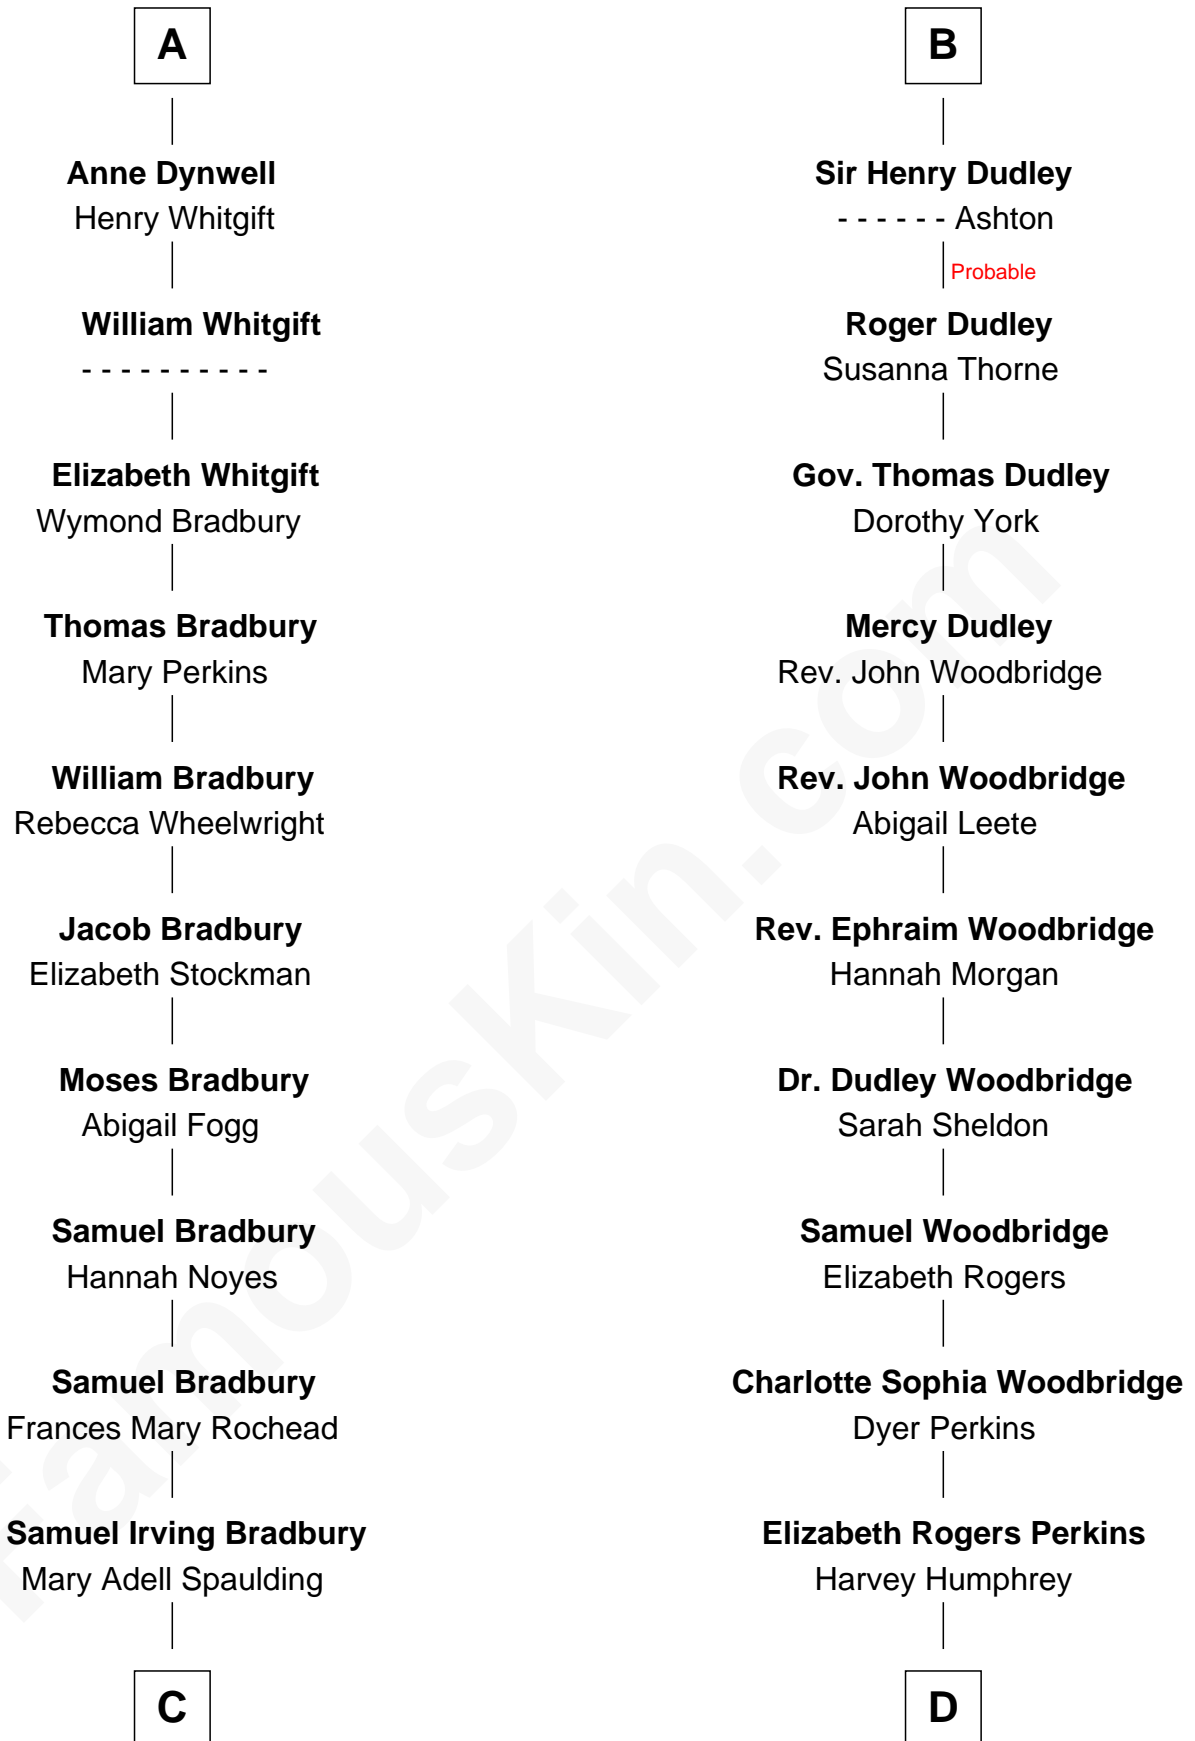 A
Anne Dynwell
Henry Whitgift
William Whitgift
- - - - - - - - - -
Elizabeth Whitgift
Wymond Bradbury
Thomas Bradbury
Mary Perkins
William Bradbury
Rebecca Wheelwright
Jacob Bradbury
Elizabeth Stockman
Moses Bradbury
Abigail Fogg
Samuel Bradbury
Hannah Noyes
Samuel Bradbury
Frances Mary Rochead
Samuel Irving Bradbury
Mary Adell Spaulding
C
B
Sir Henry Dudley
- - - - - - Ashton
Probable
Roger Dudley
Susanna Thorne
Gov. Thomas Dudley
Dorothy York
Mercy Dudley
Rev. John Woodbridge
Rev. John Woodbridge
Abigail Leete
Rev. Ephraim Woodbridge
Hannah Morgan
Dr. Dudley Woodbridge
Sarah Sheldon
Samuel Woodbridge
Elizabeth Rogers
Charlotte Sophia Woodbridge
Dyer Perkins
Elizabeth Rogers Perkins
Harvey Humphrey
D
FamousKin.com